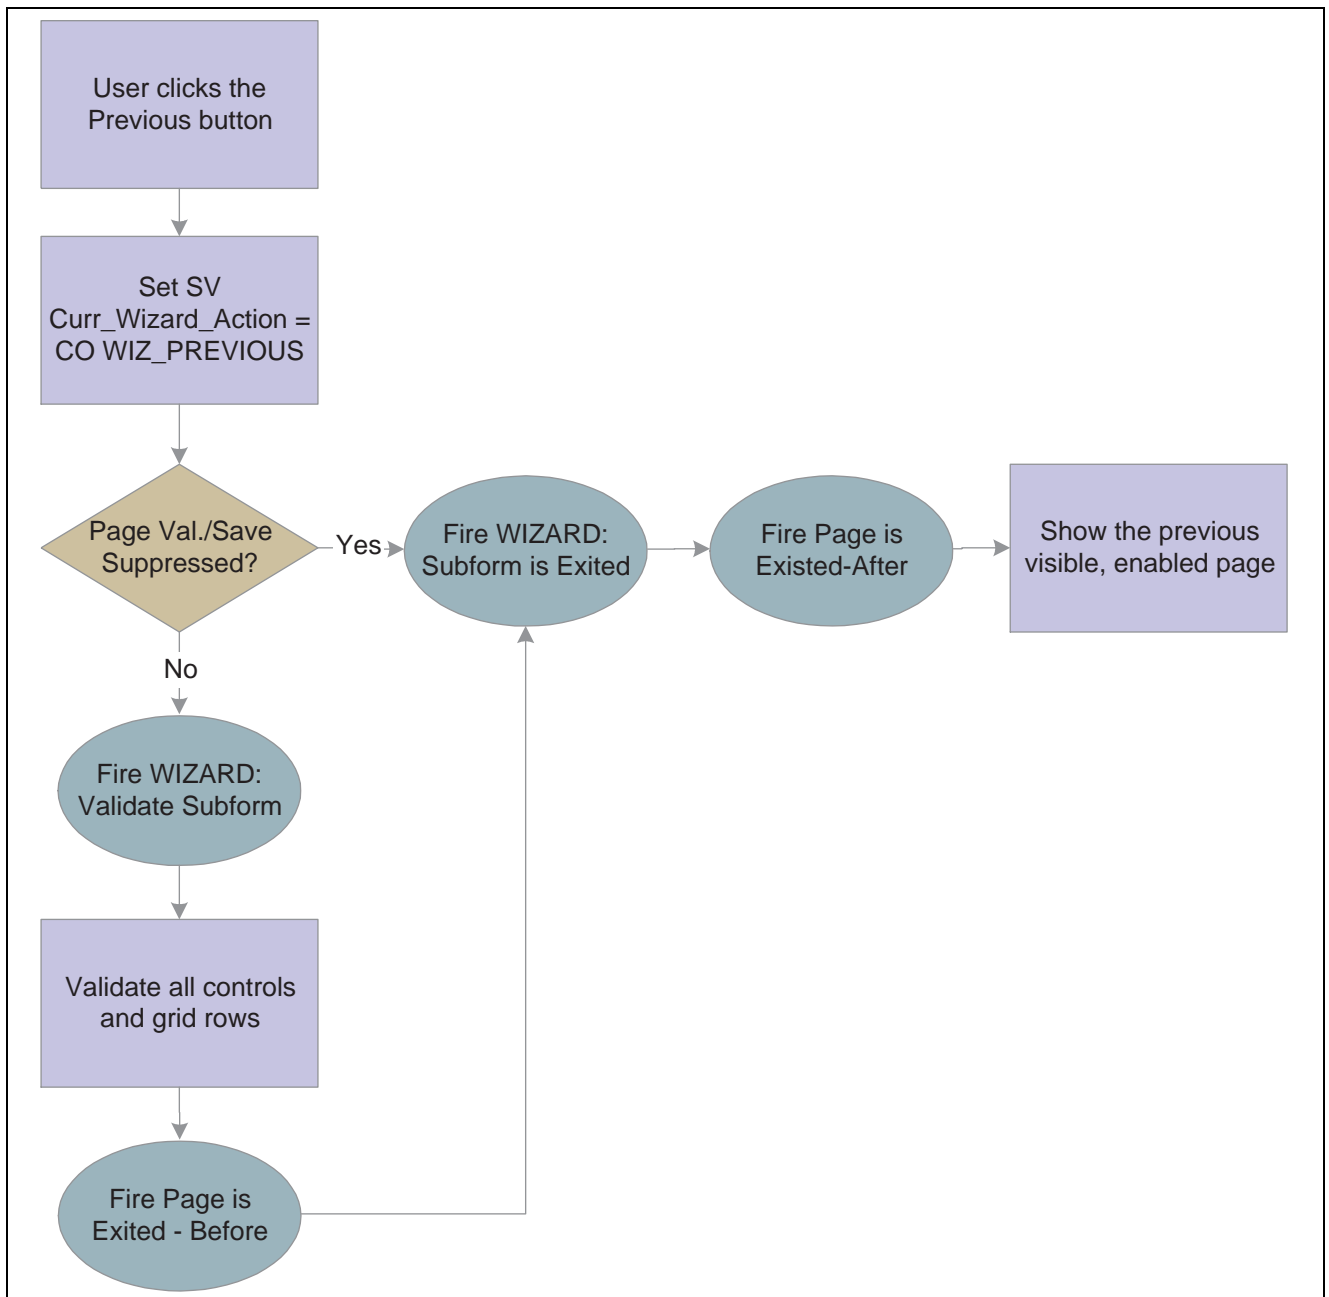 User clicks the
Previous button
Set SV
Curr_Wizard_Action =
CO WIZ_PREVIOUS
Page Val./Save
Suppressed?
Yes
Fire WIZARD:
Subform is Exited
Fire Page is
Existed-After
Show the previous
visible, enabled page
No
Fire WIZARD:
Validate Subform
Validate all controls
and grid rows
Fire Page is
Exited - Before